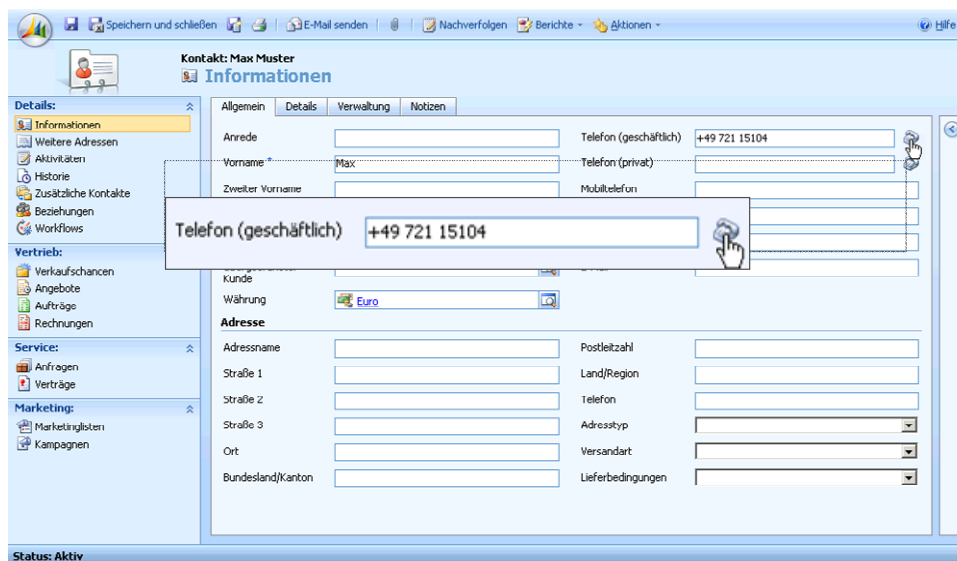 Speichern und schließen E-Mail senden Nachverfolgen Berichte Aktionen Hilfe
Kontakt: Max Muster
Informationen
Details:
Informationen
Weitere Adressen
Aktivitäten
Historie
Zusätzliche Kontakte
Beziehungen
Workflows
Vertrieb:
Verkaufschancen
Angebote
Aufträge
Rechnungen
Service:
Anfragen
Verträge
Marketing:
Marketinglisten
Kampagnen
Allgemein Details Verwaltung Notizen
Anrede Telefon (geschäftlich) +49 721 15104
Vorname * Max Telefon (privat)
Zweiter Vorname Mobiltelefon
Telefon (geschäftlich) +49 721 15104
Kunde
Währung Euro
Adresse
Adressname Postleitzahl
Straße 1 Land/Region
Straße 2 Telefon
Straße 3 Adresstyp
Ort Versandart
Bundesland/Kanton Lieferbedingungen
Status: Aktiv